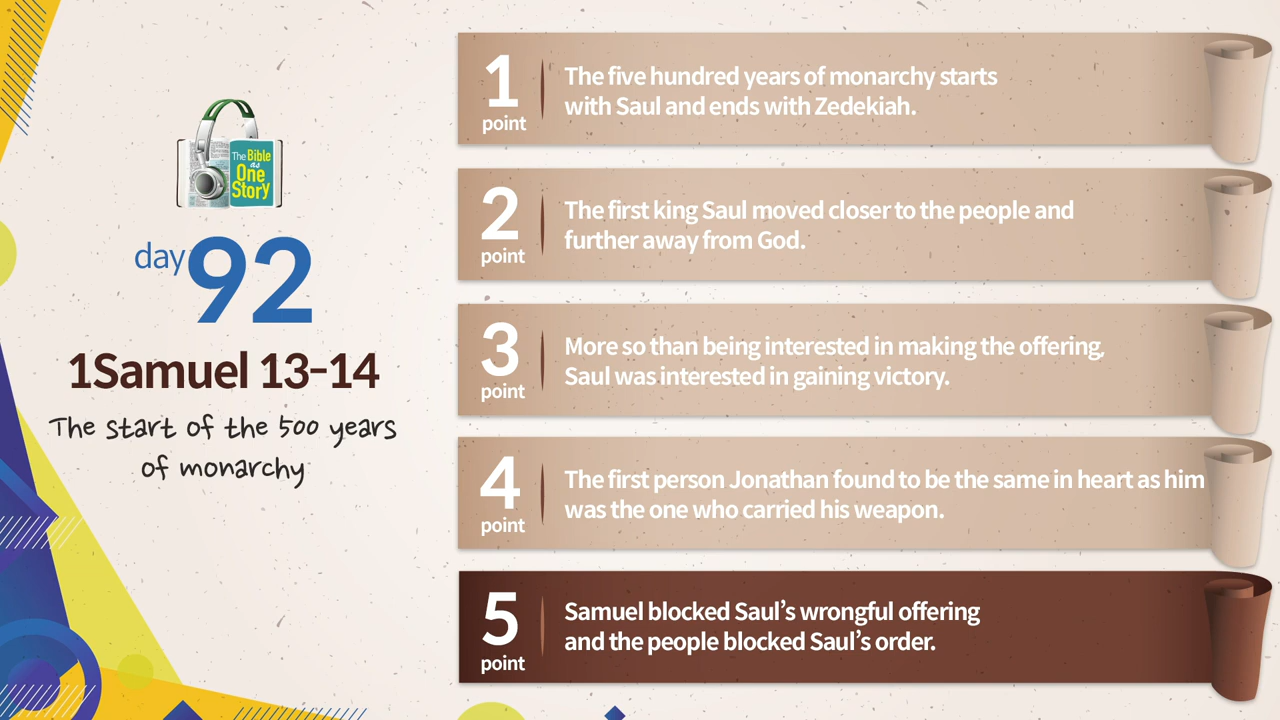 The Bible
as
One
Story
day 92
1Samuel 13-14
The start of the 500 years
of monarchy
1
point
The five hundred years of monarchy starts
with Saul and ends with Zedekiah.
2
point
The first king Saul moved closer to the people and
further away from God.
3
point
More so than being interested in making the offering,
Saul was interested in gaining victory.
4
point
The first person Jonathan found to be the same in heart as him
was the one who carried his weapon.
5
point
Samuel blocked Saul's wrongful offering
and the people blocked Saul's order.